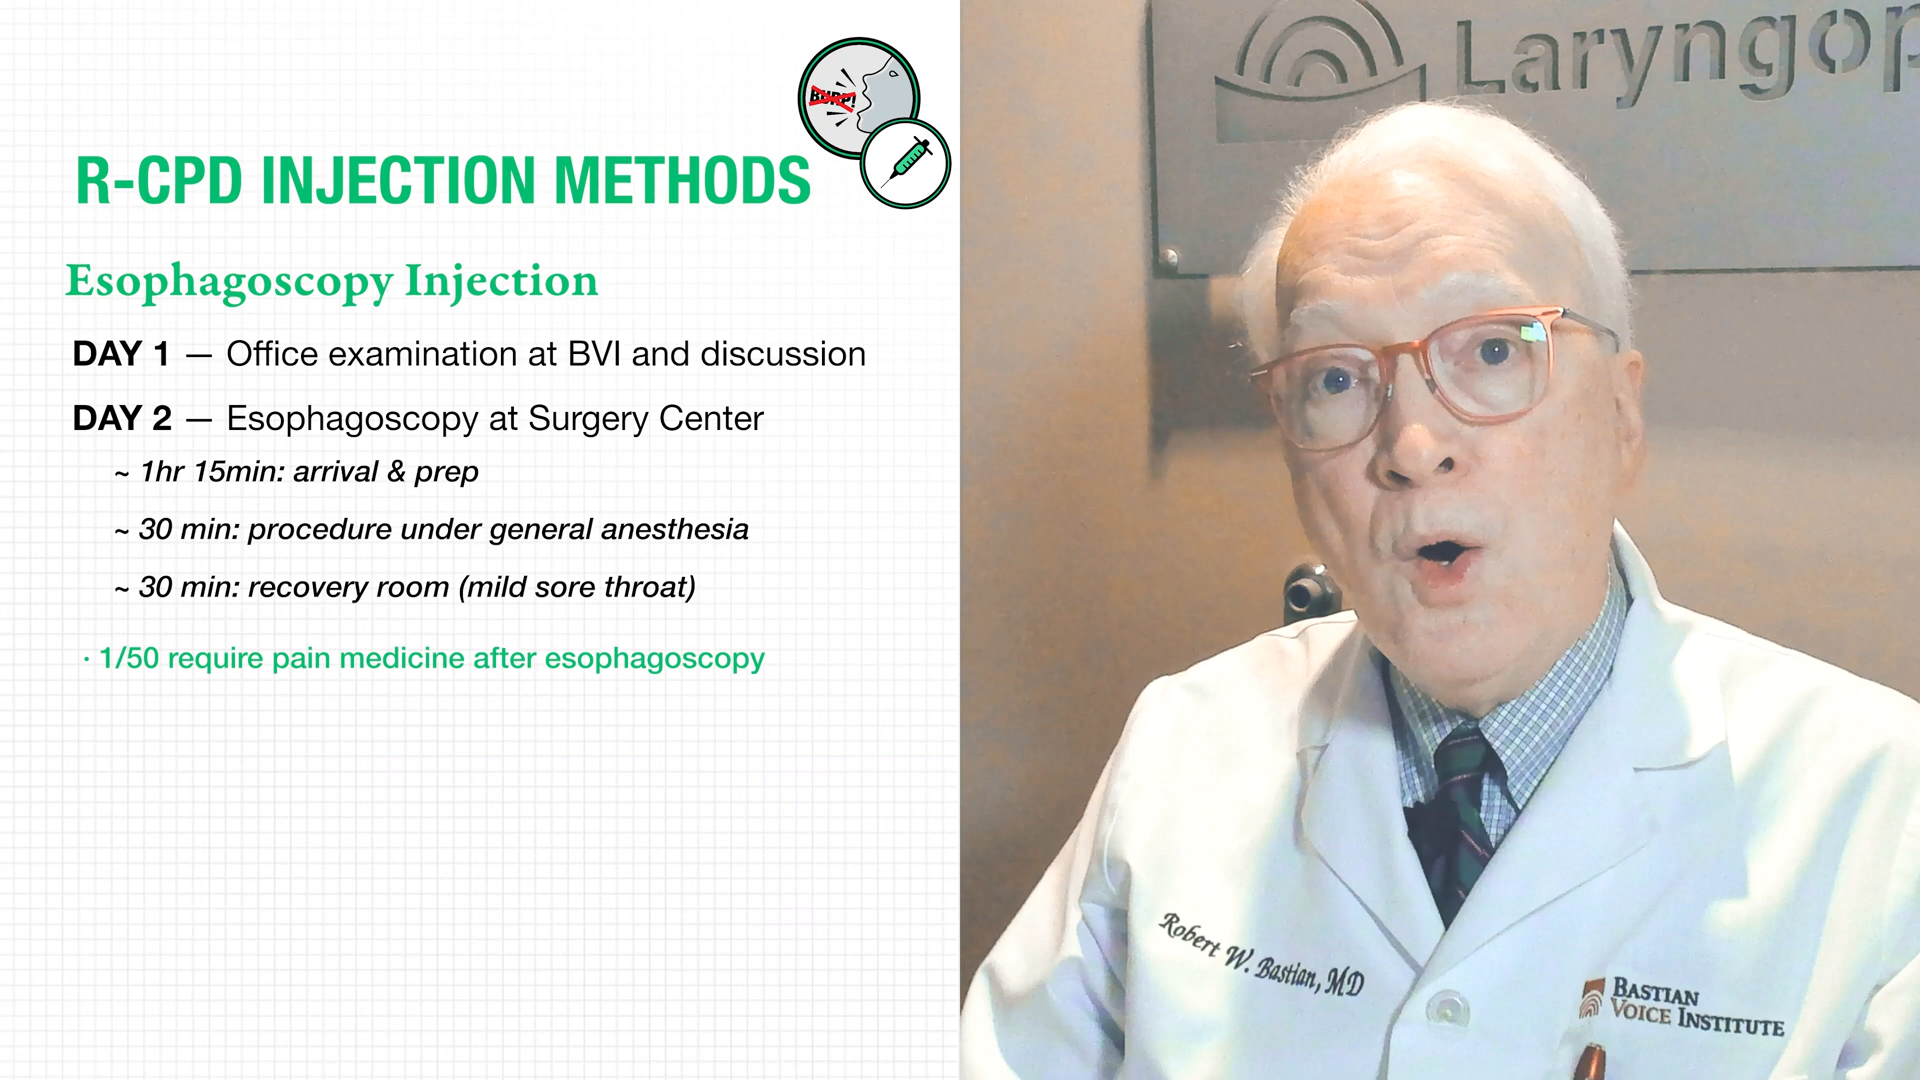 BURP!
R-CPD INJECTION METHODS
Esophagoscopy Injection
DAY 1 — Office examination at BVI and discussion
DAY 2 — Esophagoscopy at Surgery Center
~ 1hr 15min: arrival & prep
~ 30 min: procedure under general anesthesia
~ 30 min: recovery room (mild sore throat)
· 1/50 require pain medicine after esophagoscopy
Laryngop
Robert W. Bastian, MD
BASTIAN
VOICE INSTITUTE